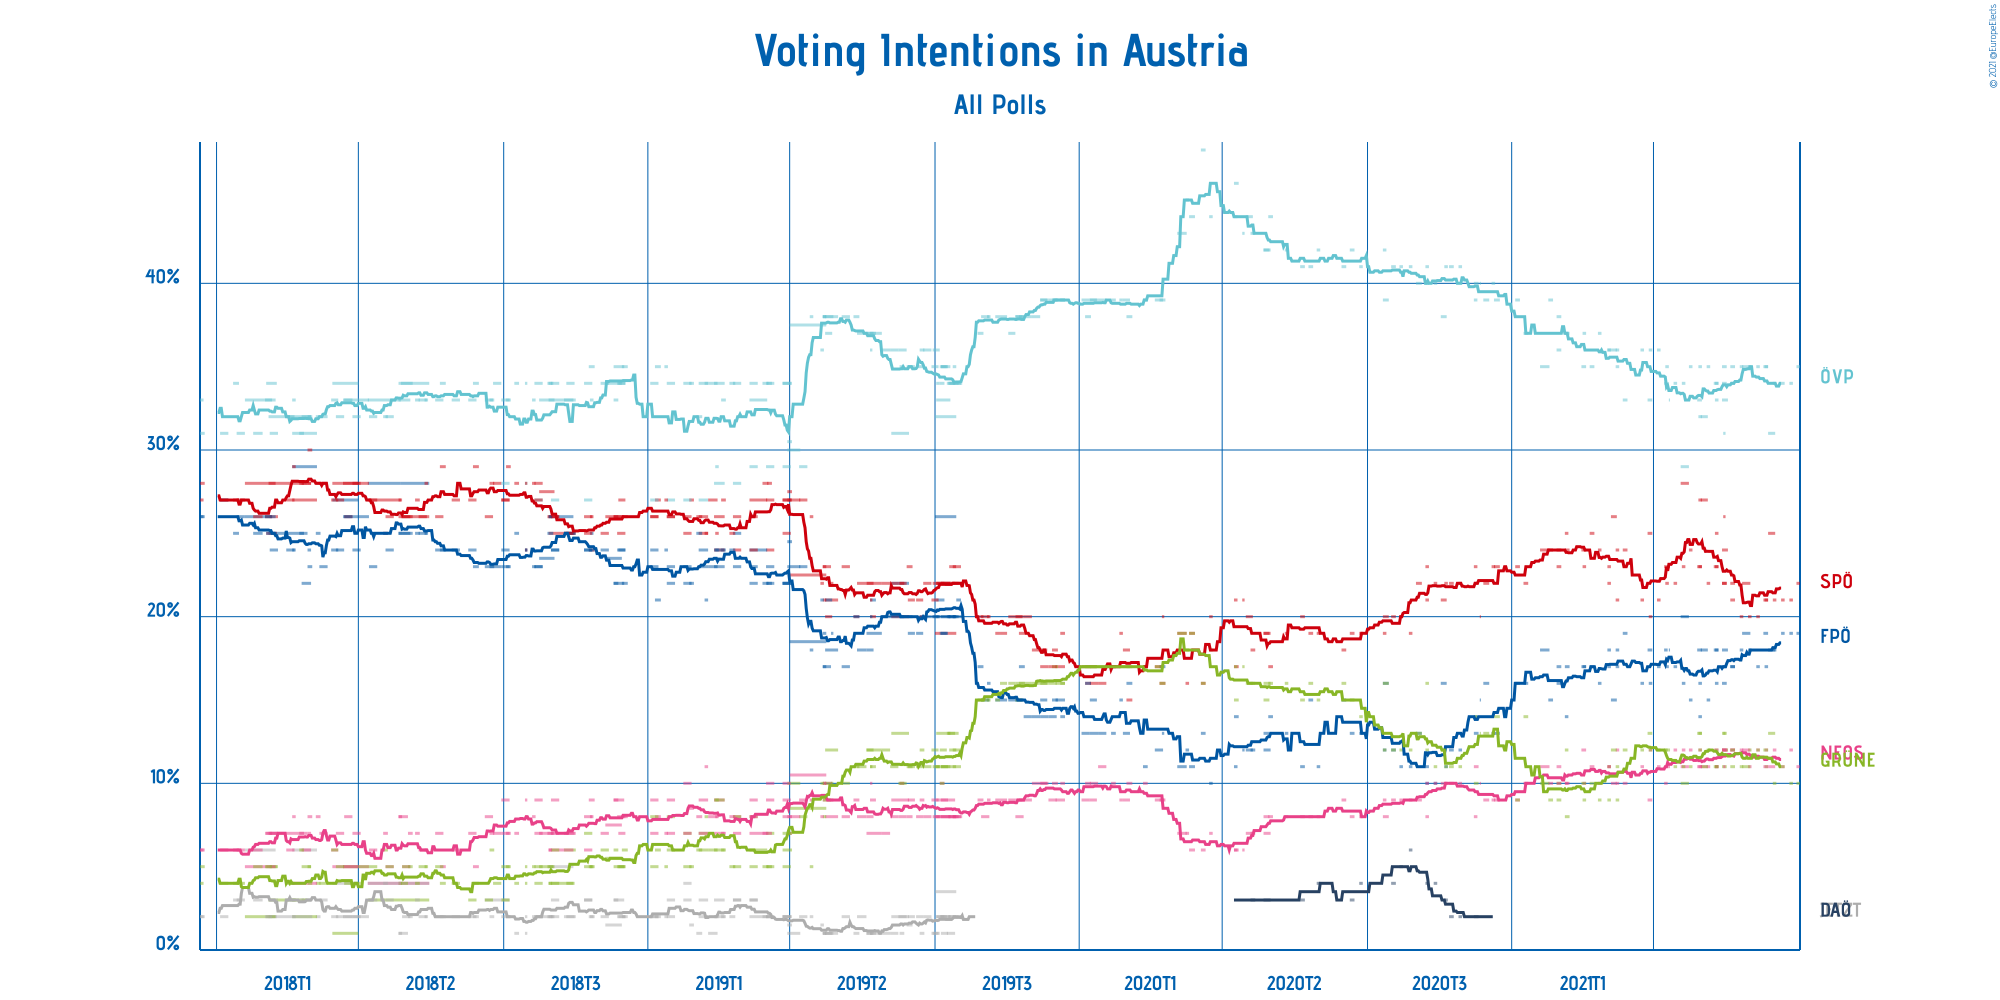 Voting Intentions in Austria
All Polls
© 2021 @EuropeElects
40%
30%
20%
10%
0%
ÖVP
SPÖ
FPÖ
NEOS
GRÜNE
DAÖ
2018T1
2018T2
2018T3
2019T1
2019T2
2019T3
2020T1
2020T2
2020T3
2021T1